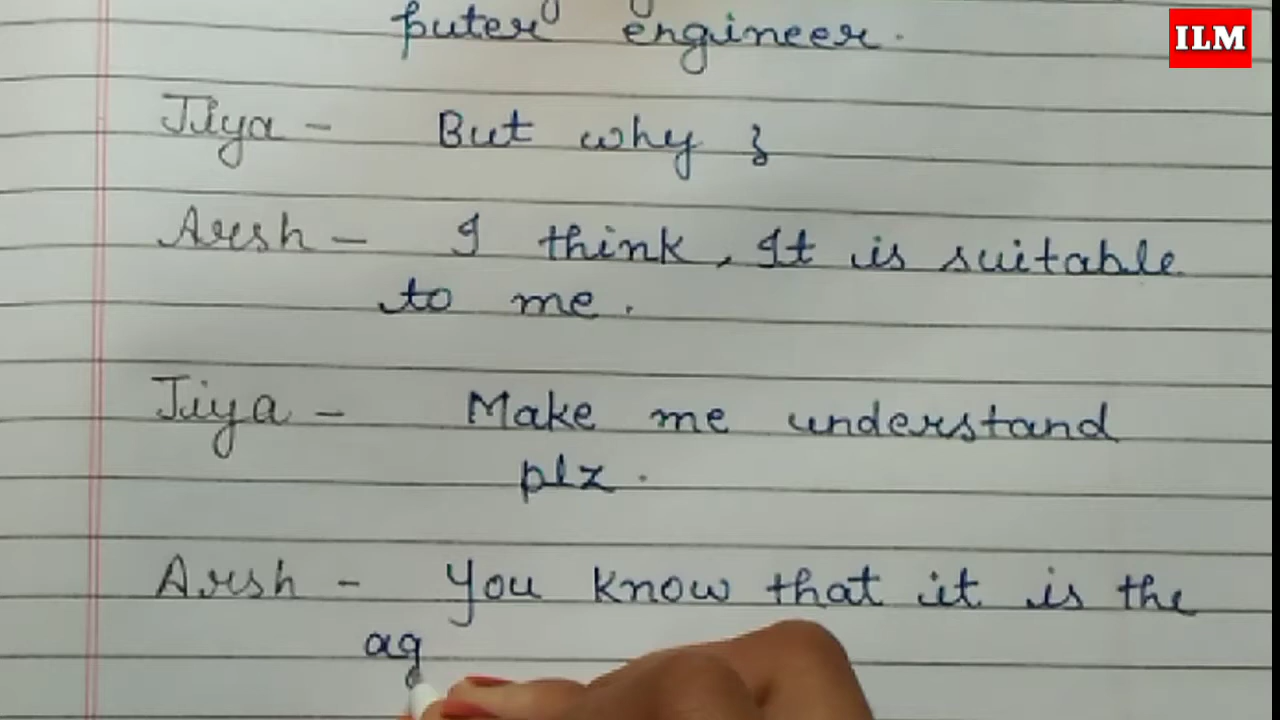 puter engineer.
ILM
Jiya - But why ?
Arsh - I think, It is suitable
to me.
Jiya - Make me understand
plz.
Arsh - You know that it is the
ag